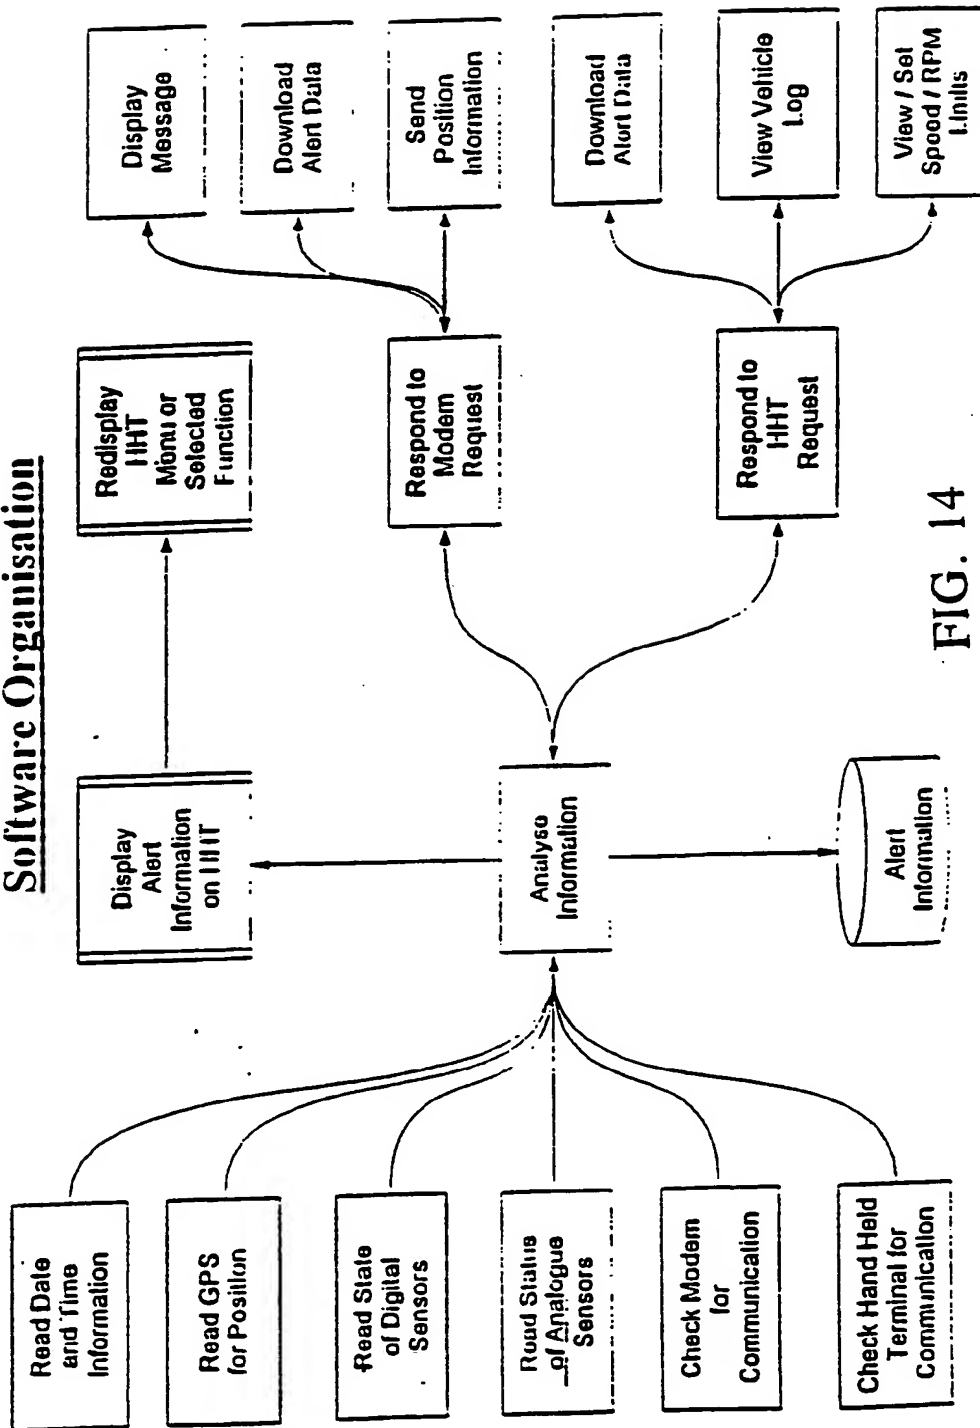 Software Organisation
Read Date
and Time
Information
Read GPS
for Position
Read State
of Digital
Sensors
Read Status
of Analogue
Sensors
Check Modem
for
Communication
Check Hand Held
Terminal for
Communication
Display
Alert
Information
on HHT
Analyse
Information
Alert
Information
Redisplay
HHT
Menu or
Selected
Function
Respond to
Modem
Request
Respond to
HHT
Request
Display
Message
Download
Alert Data
Send
Position
Information
Download
Alert Data
View Vehicle
Log
View / Set
Speed / RPM
Limits
FIG. 14